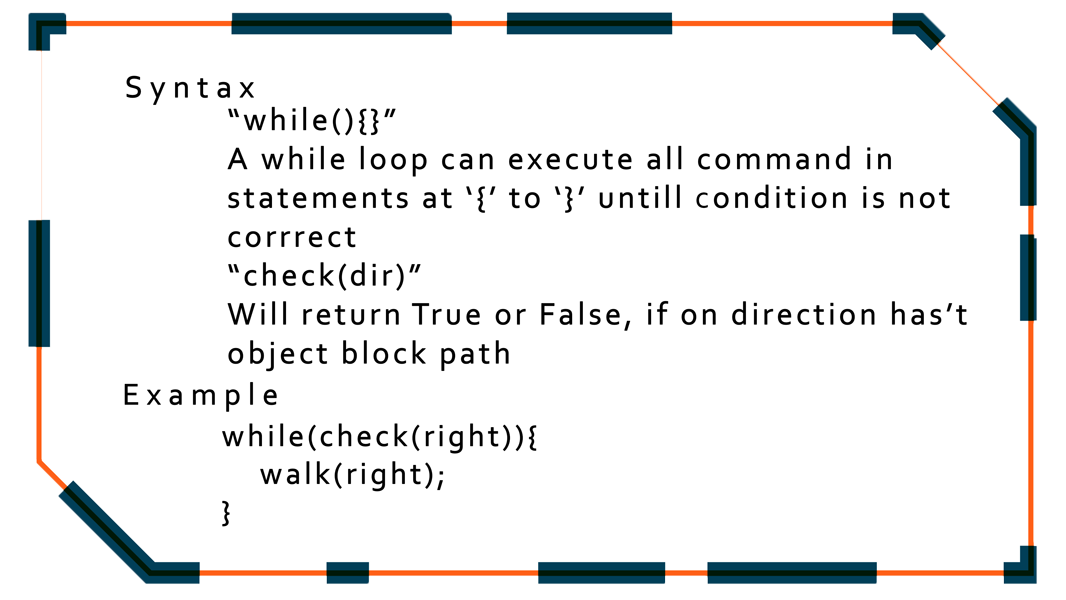 Syntax
“while(){}”
A while loop can execute all command in
statements at ‘{’ to ‘}’ untill condition is not
corrrect
“check(dir)”
Will return True or False, if on direction has’t
object block path
Example
while(check(right)){
walk(right);
}